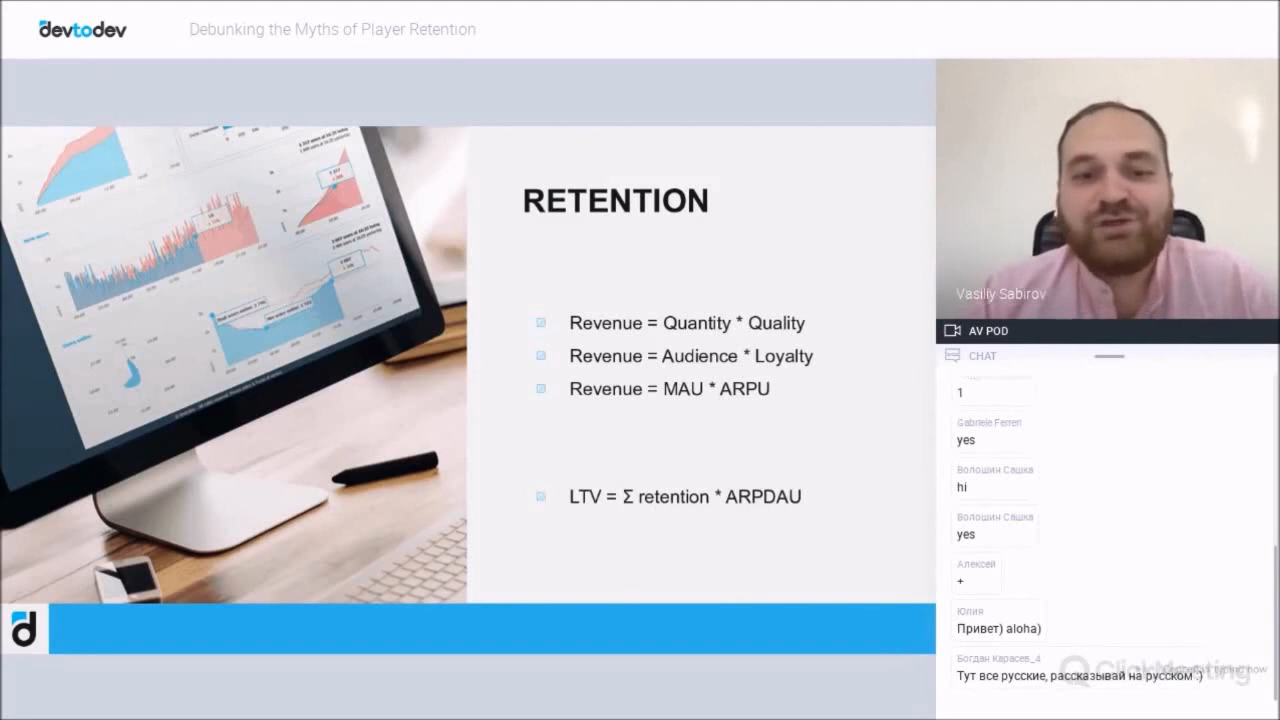 devtodev
Debunking the Myths of Player Retention
RETENTION
Revenue = Quantity * Quality
Revenue = Audience * Loyalty
Revenue = MAU * ARPU
LTV = Σ retention * ARPDAU
d
Vasiliy Sabirov
AV POD
CHAT
1
Gabriele Ferreri
yes
Волошин Сашка
hi
Волошин Сашка
yes
Алексей
+
Юлия
Привет) aloha)
Богдан Карасев_4
Тут все русские, рассказывай на русском :)
ClickMeeting